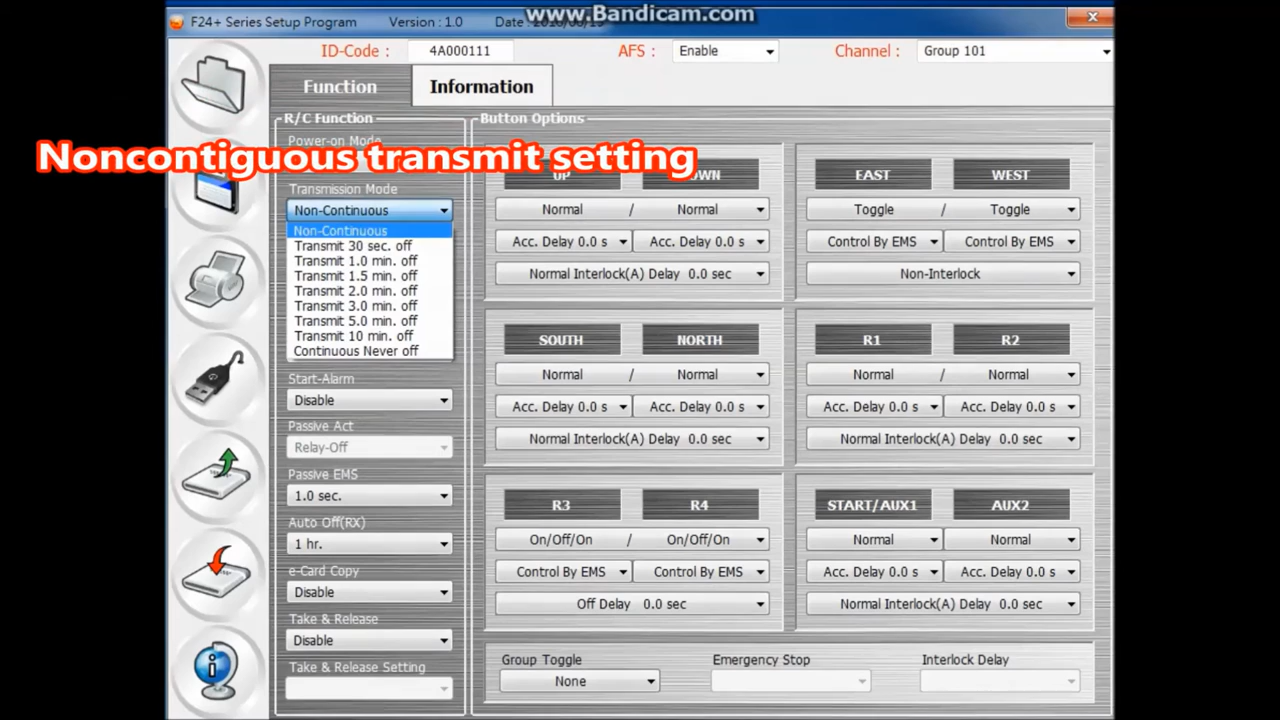 www.Bandicam.com
F24+ Series Setup Program Version : 1.0 Date :
ID-Code : 4A000111 AFS : Enable Channel : Group 101
Function Information
R/C Function
Power-on Mode
Noncontiguous transmit setting
Transmission Mode
Non-Continuous
Non-Continuous
Transmit 30 sec. off
Transmit 1.0 min. off
Transmit 1.5 min. off
Transmit 2.0 min. off
Transmit 3.0 min. off
Transmit 5.0 min. off
Transmit 10 min. off
Continuous Never off
Start-Alarm
Disable
Passive Act
Relay-Off
Passive EMS
1.0 sec.
Auto Off(RX)
1 hr.
e-Card Copy
Disable
Take & Release
Disable
Take & Release Setting
Button Options
UP DOWN
Normal / Normal
Acc. Delay 0.0 s Acc. Delay 0.0 s
Normal Interlock(A) Delay 0.0 sec
EAST WEST
Toggle / Toggle
Control By EMS Control By EMS
Non-Interlock
SOUTH NORTH
Normal / Normal
Acc. Delay 0.0 s Acc. Delay 0.0 s
Normal Interlock(A) Delay 0.0 sec
R1 R2
Normal / Normal
Acc. Delay 0.0 s Acc. Delay 0.0 s
Normal Interlock(A) Delay 0.0 sec
R3 R4
On/Off/On / On/Off/On
Control By EMS Control By EMS
Off Delay 0.0 sec
START/AUX1 AUX2
Normal Normal
Acc. Delay 0.0 s Acc. Delay 0.0 s
Normal Interlock(A) Delay 0.0 sec
Group Toggle Emergency Stop Interlock Delay
None